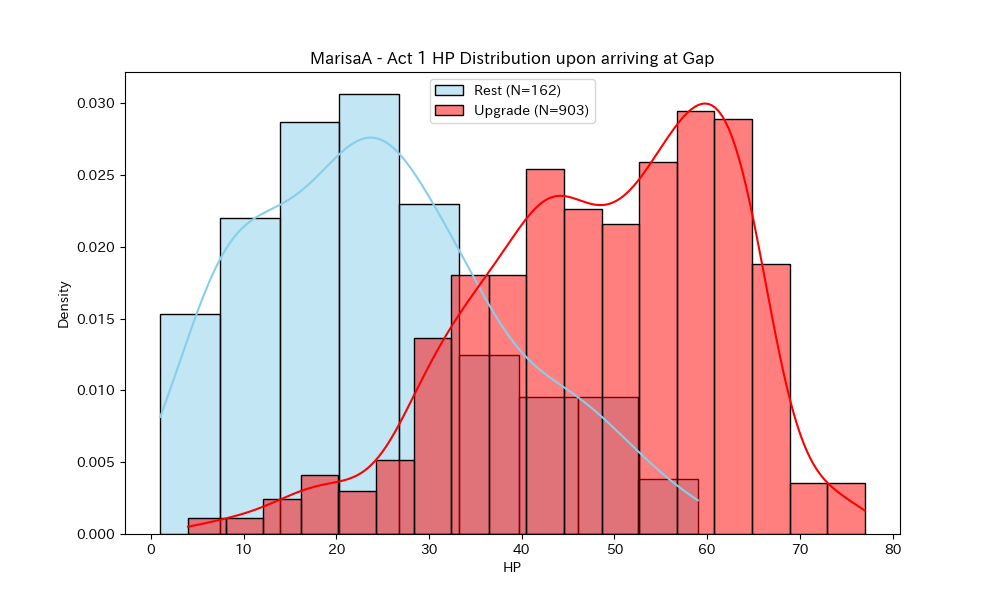 MarisaA - Act 1 HP Distribution upon arriving at Gap
Rest (N=162)
Upgrade (N=903)
Density
0.030
0.025
0.020
0.015
0.010
0.005
0.000
0 10 20 30 40 50 60 70 80
HP